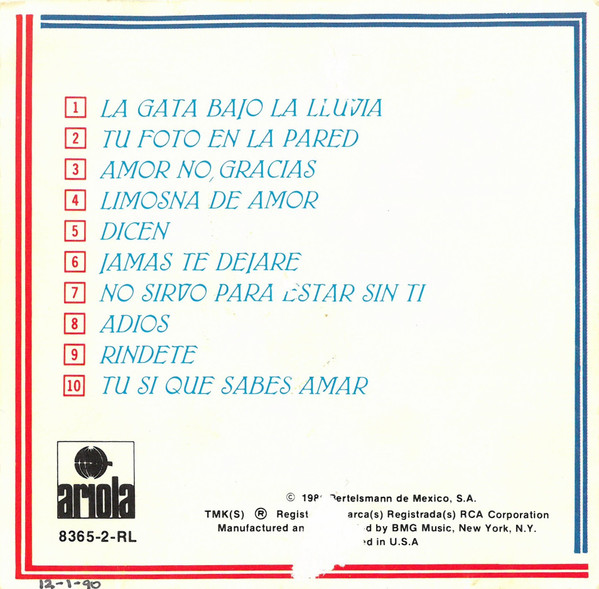 1 LA GATA BAJO LA LLUVIA
2 TU FOTO EN LA PARED
3 AMOR NO, GRACIAS
4 LIMOSNA DE AMOR
5 DICEN
6 JAMAS TE DEJARE
7 NO SIRVO PARA ESTAR SIN TI
8 ADIOS
9 RINDETE
10 TU SI QUE SABES AMAR
ariola
8365-2-RL
© Bertelsmann de Mexico, S.A.
TMK(S) ® Registrada(s) RCA Corporation
Manufactured by BMG Music, New York, N.Y.
in U.S.A
12-1-90